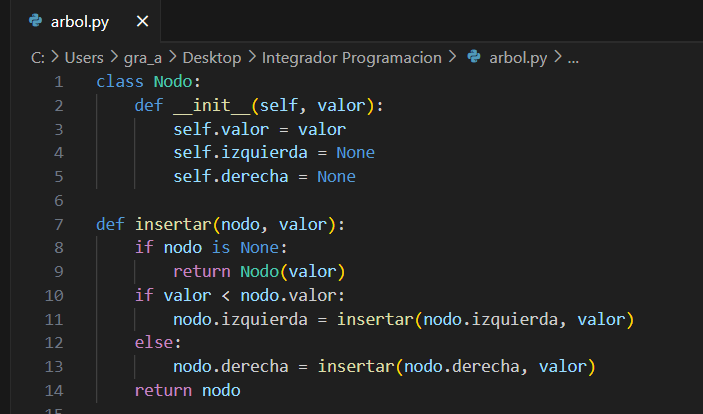 arbol.py ×
C: > Users > gra_a > Desktop > Integrador Programacion > arbol.py > ...
1 class Nodo:
2     def __init__(self, valor):
3         self.valor = valor
4         self.izquierda = None
5         self.derecha = None
6
7 def insertar(nodo, valor):
8     if nodo is None:
9         return Nodo(valor)
10     if valor < nodo.valor:
11         nodo.izquierda = insertar(nodo.izquierda, valor)
12     else:
13         nodo.derecha = insertar(nodo.derecha, valor)
14     return nodo